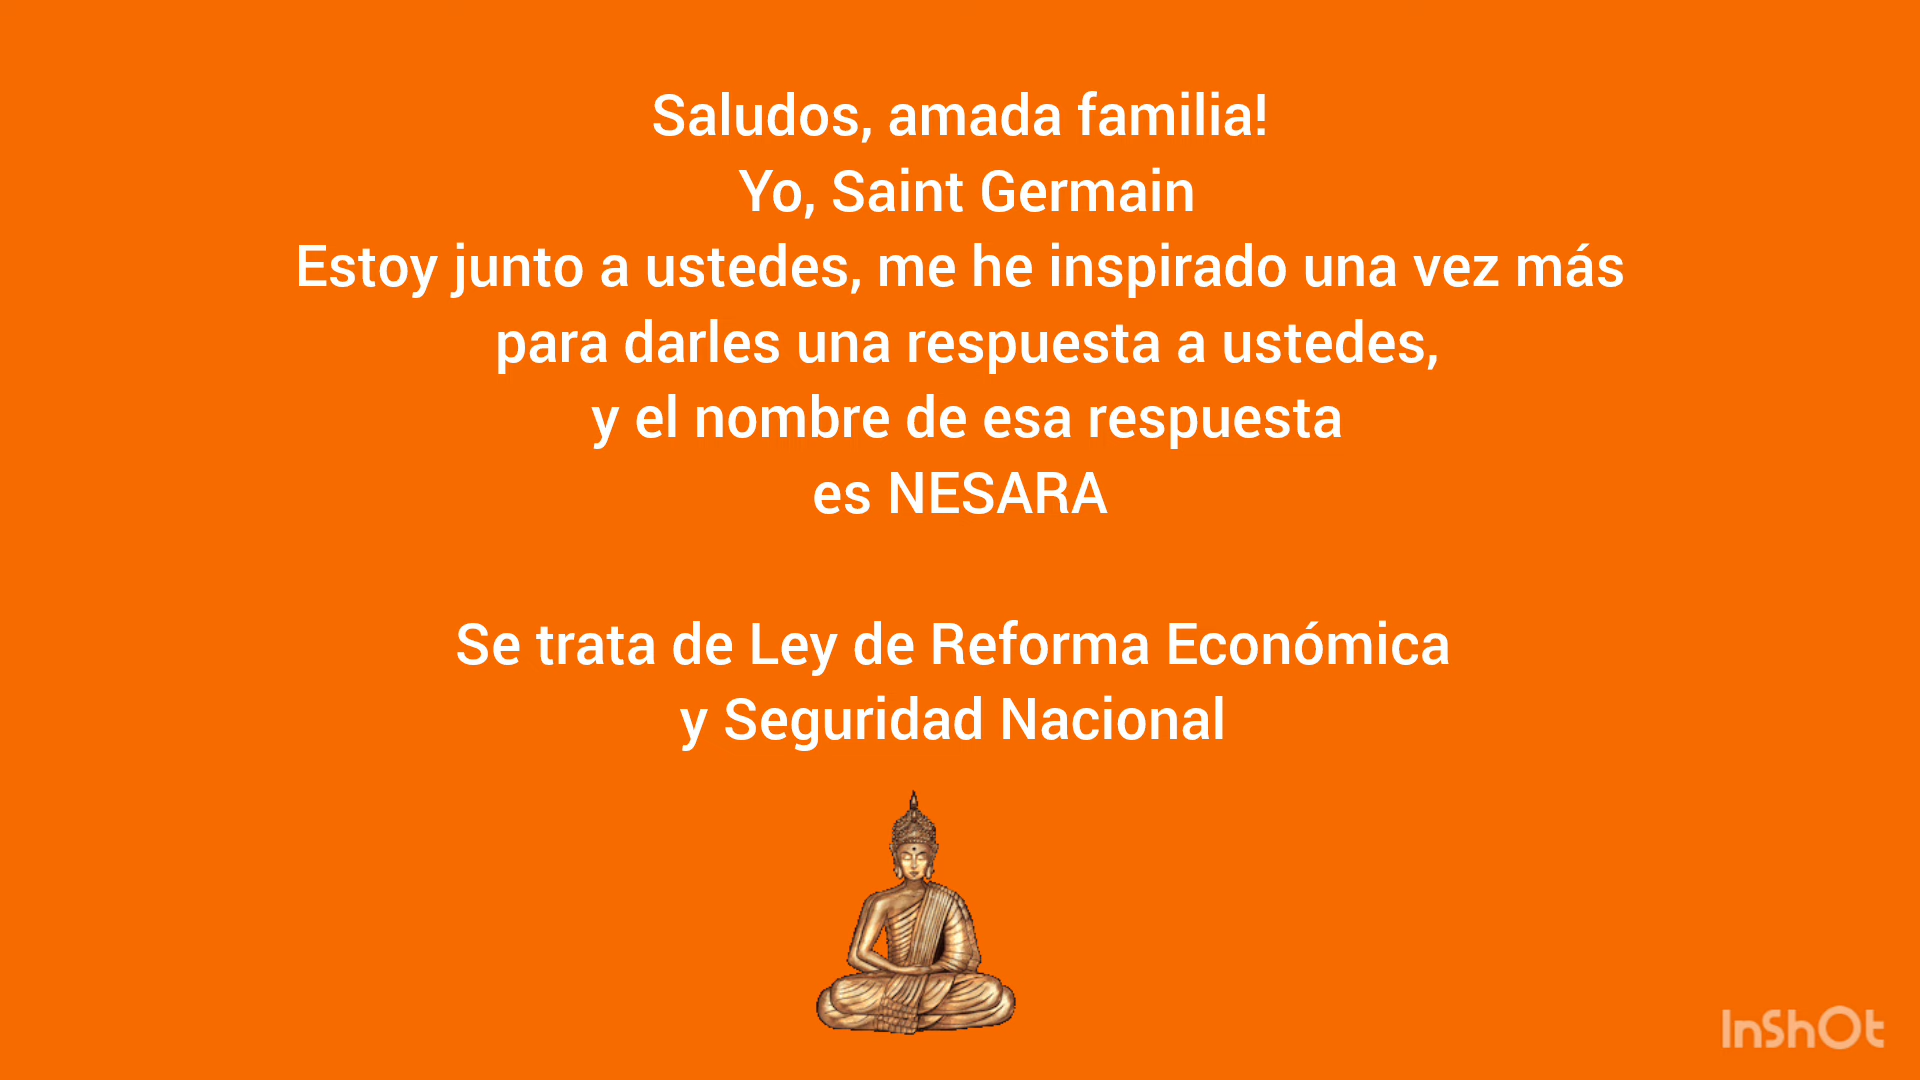 Saludos, amada familia!
Yo, Saint Germain
Estoy junto a ustedes, me he inspirado una vez más
para darles una respuesta a ustedes,
y el nombre de esa respuesta
es NESARA
Se trata de Ley de Reforma Económica
y Seguridad Nacional
InShOt